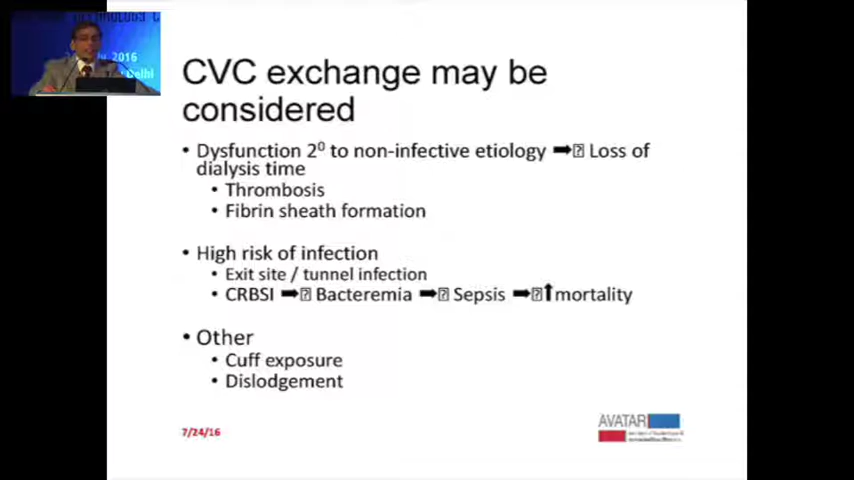 2016
Delhi
CVC exchange may be
considered
• Dysfunction 2⁰ to non-infective etiology ➡ Loss of
dialysis time
• Thrombosis
• Fibrin sheath formation
• High risk of infection
• Exit site / tunnel infection
• CRBSI ➡ Bacteremia ➡ Sepsis ➡ ⬆mortality
• Other
• Cuff exposure
• Dislodgement
7/24/16
AVATAR